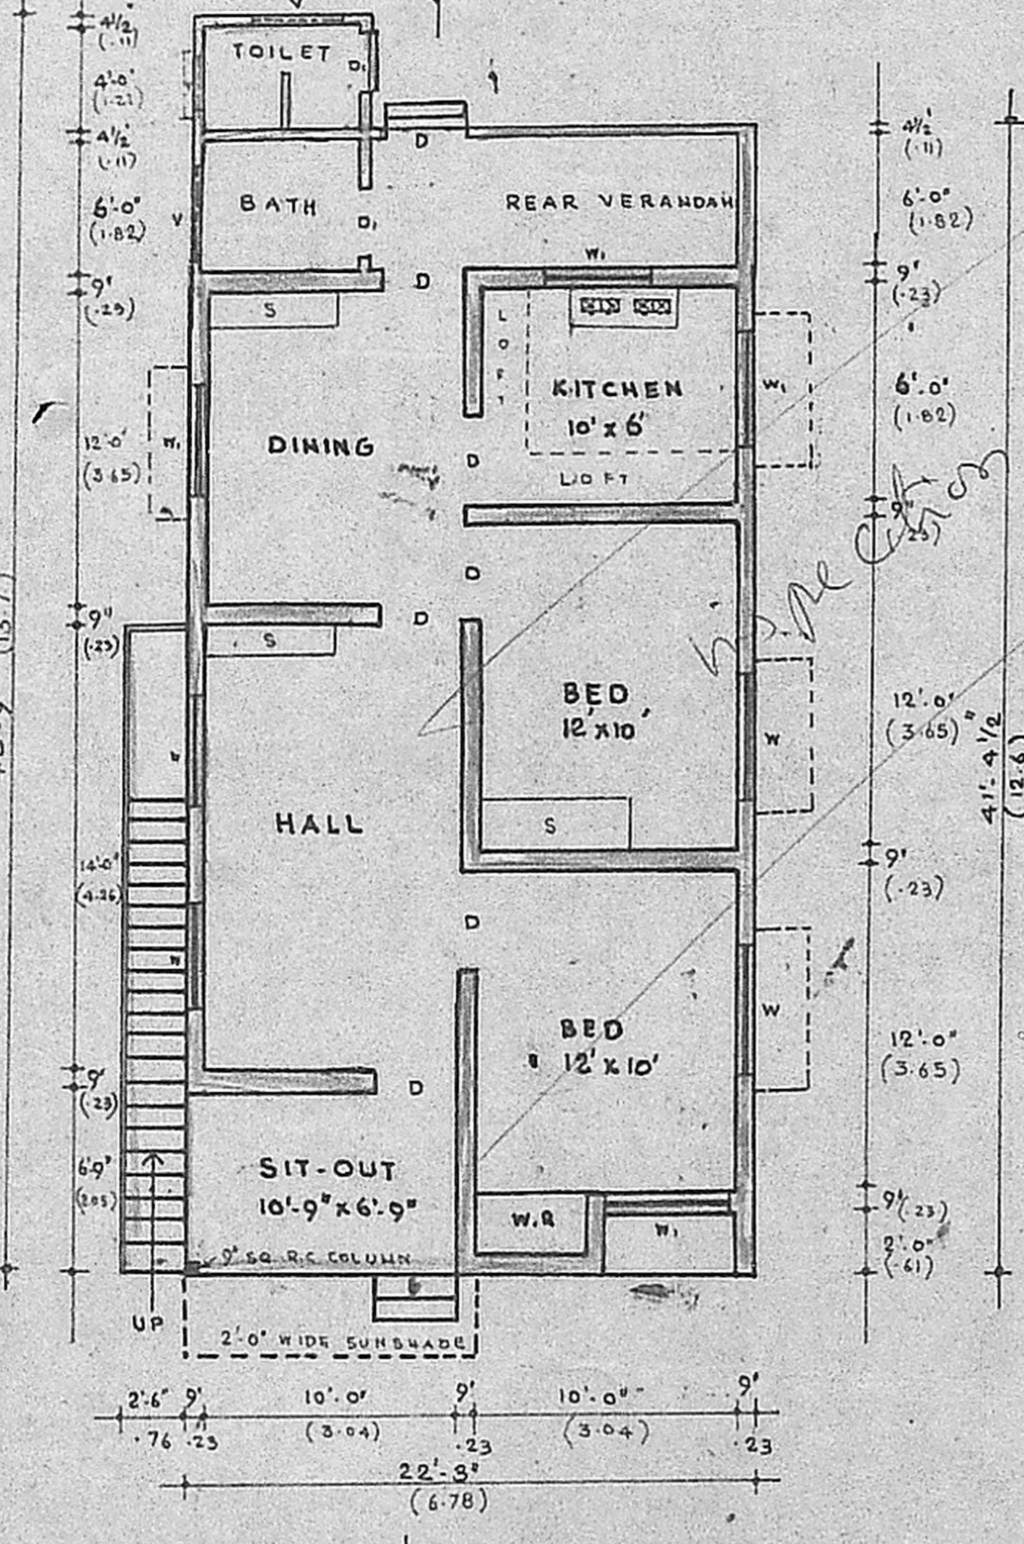 4½'
(.11)
TOILET
D₁
4'-0"
(1.21)
4½'
(.11)
D
4½'
(.11)
6'-0"
(1.82)
V
BATH
D₁
REAR VERANDAH
6'-0"
(1.82)
W₁
9"
(.23)
D
9"
(.23)
S
LOFT
KITCHEN
10' x 6'
W₁
6'-0"
(1.82)
12'-0"
(3.65)
W₁
DINING
D
LOFT
9"
D
9"
(.23)
D
S
BED
12' x 10'
W
12'-0"
(3.65)
41'-4½"
(12.6)
W
HALL
S
9"
(.23)
14'-0"
(4.26)
D
W
W
BED
12' x 10'
12'-0"
(3.65)
9"
(.23)
D
SIT-OUT
10'-9" x 6'-9"
6'-9"
(2.05)
W.R
W₁
9"(.23)
2'-0"
(.61)
9" SQ R.C COLUMN
UP
2'-0" WIDE SUNSHADE
2'-6" 9" 10'-0" 9" 10'-0" 9"
.76 .23 (3.04) .23 (3.04) .23
22'-3"
(6.78)